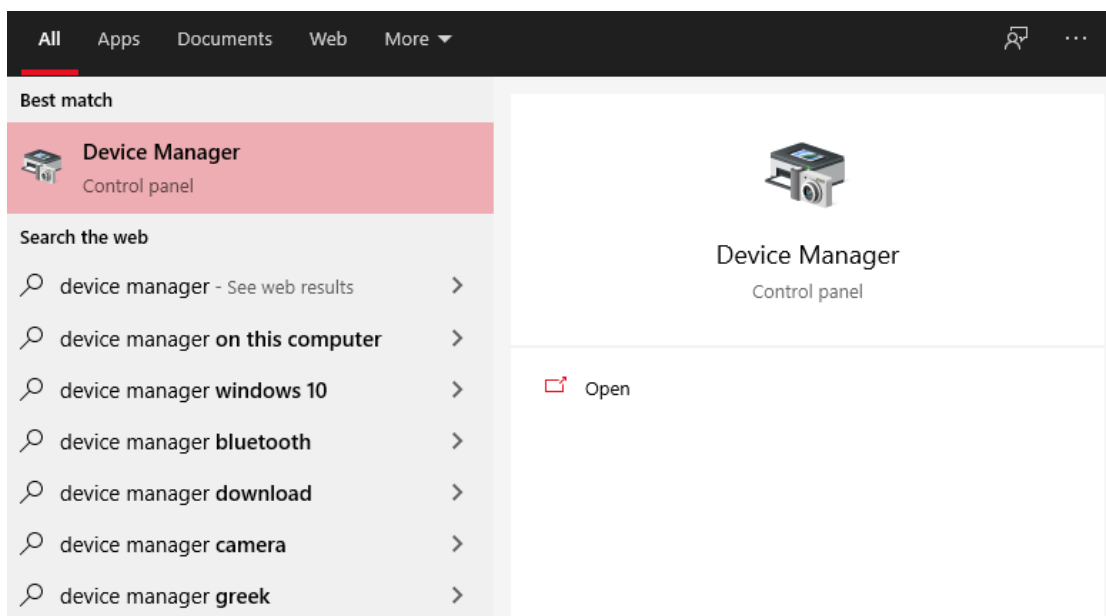 All Apps Documents Web More
Best match
Device Manager
Control panel
Search the web
device manager - See web results
device manager on this computer
device manager windows 10
device manager bluetooth
device manager download
device manager camera
device manager greek
Device Manager
Control panel
Open